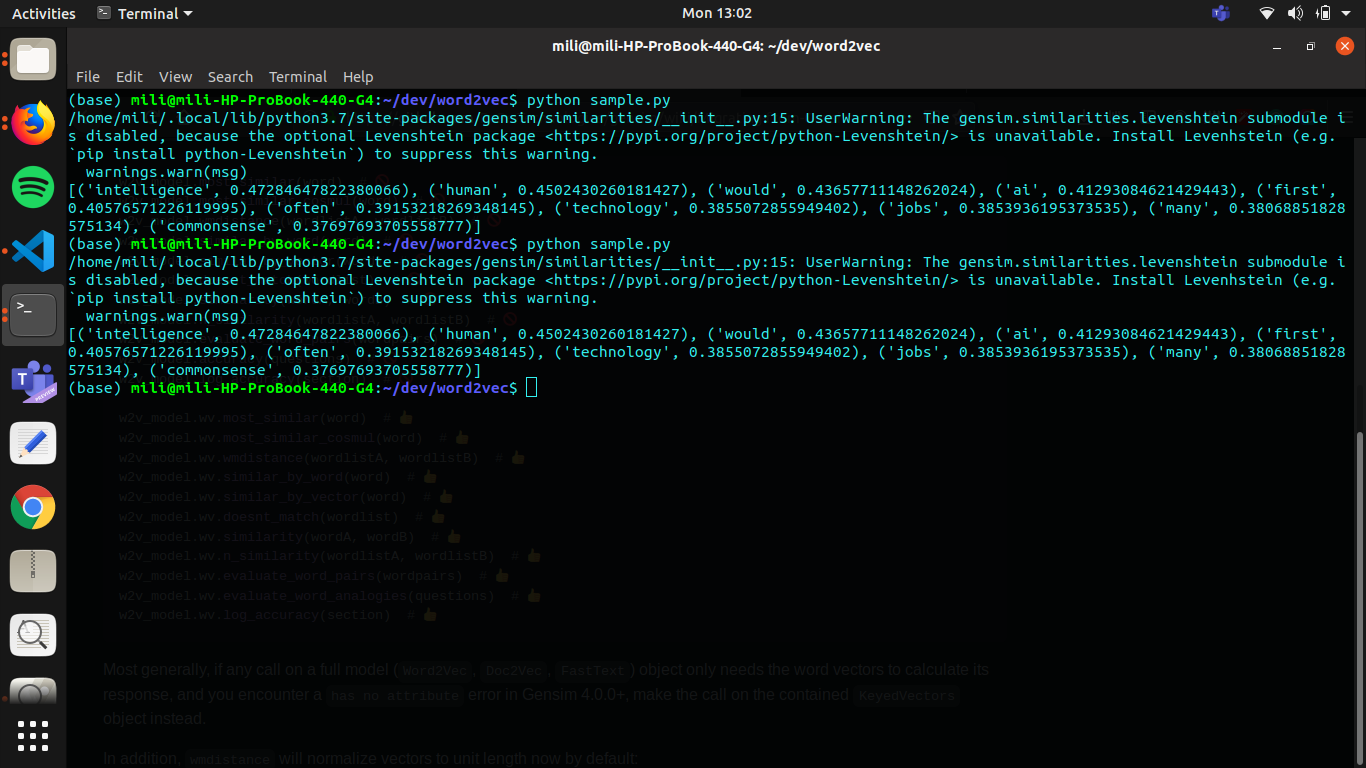 Activities
Terminal
Mon 13:02
mili@mili-HP-ProBook-440-G4: ~/dev/word2vec
File Edit View Search Terminal Help
(base) mili@mili-HP-ProBook-440-G4:~/dev/word2vec$ python sample.py
/home/mili/.local/lib/python3.7/site-packages/gensim/similarities/__init__.py:15: UserWarning: The gensim.similarities.levenshtein submodule i
s disabled, because the optional Levenshtein package <https://pypi.org/project/python-Levenshtein/> is unavailable. Install Levenhstein (e.g.
`pip install python-Levenshtein`) to suppress this warning.
  warnings.warn(msg)
[('intelligence', 0.47284647822380066), ('human', 0.4502430260181427), ('would', 0.43657711148262024), ('ai', 0.41293084621429443), ('first',
0.40576571226119995), ('often', 0.39153218269348145), ('technology', 0.3855072855949402), ('jobs', 0.3853936195373535), ('many', 0.38068851828
575134), ('commonsense', 0.37697693705558777)]
(base) mili@mili-HP-ProBook-440-G4:~/dev/word2vec$ python sample.py
/home/mili/.local/lib/python3.7/site-packages/gensim/similarities/__init__.py:15: UserWarning: The gensim.similarities.levenshtein submodule i
s disabled, because the optional Levenshtein package <https://pypi.org/project/python-Levenshtein/> is unavailable. Install Levenhstein (e.g.
`pip install python-Levenshtein`) to suppress this warning.
  warnings.warn(msg)
[('intelligence', 0.47284647822380066), ('human', 0.4502430260181427), ('would', 0.43657711148262024), ('ai', 0.41293084621429443), ('first',
0.40576571226119995), ('often', 0.39153218269348145), ('technology', 0.3855072855949402), ('jobs', 0.3853936195373535), ('many', 0.38068851828
575134), ('commonsense', 0.37697693705558777)]
(base) mili@mili-HP-ProBook-440-G4:~/dev/word2vec$
w2v_model.wv.most_similar(word) # 👍
w2v_model.wv.most_similar_cosmul(word) # 👍
w2v_model.wv.wmdistance(wordlistA, wordlistB) # 👍
w2v_model.wv.similar_by_word(word) # 👍
w2v_model.wv.similar_by_vector(word) # 👍
w2v_model.wv.doesnt_match(wordlist) # 👍
w2v_model.wv.similarity(wordA, wordB) # 👍
w2v_model.wv.n_similarity(wordlistA, wordlistB) # 👍
w2v_model.wv.evaluate_word_pairs(wordpairs) # 👍
w2v_model.wv.evaluate_word_analogies(questions) # 👍
w2v_model.wv.log_accuracy(section) # 👍
Most generally, if any call on a full model (Word2Vec, Doc2Vec, FastText) object only needs the word vectors to calculate its
response, and you encounter a has no attribute error in Gensim 4.0.0+, make the call on the contained KeyedVectors
object instead.
In addition, wmdistance will normalize vectors to unit length now by default: